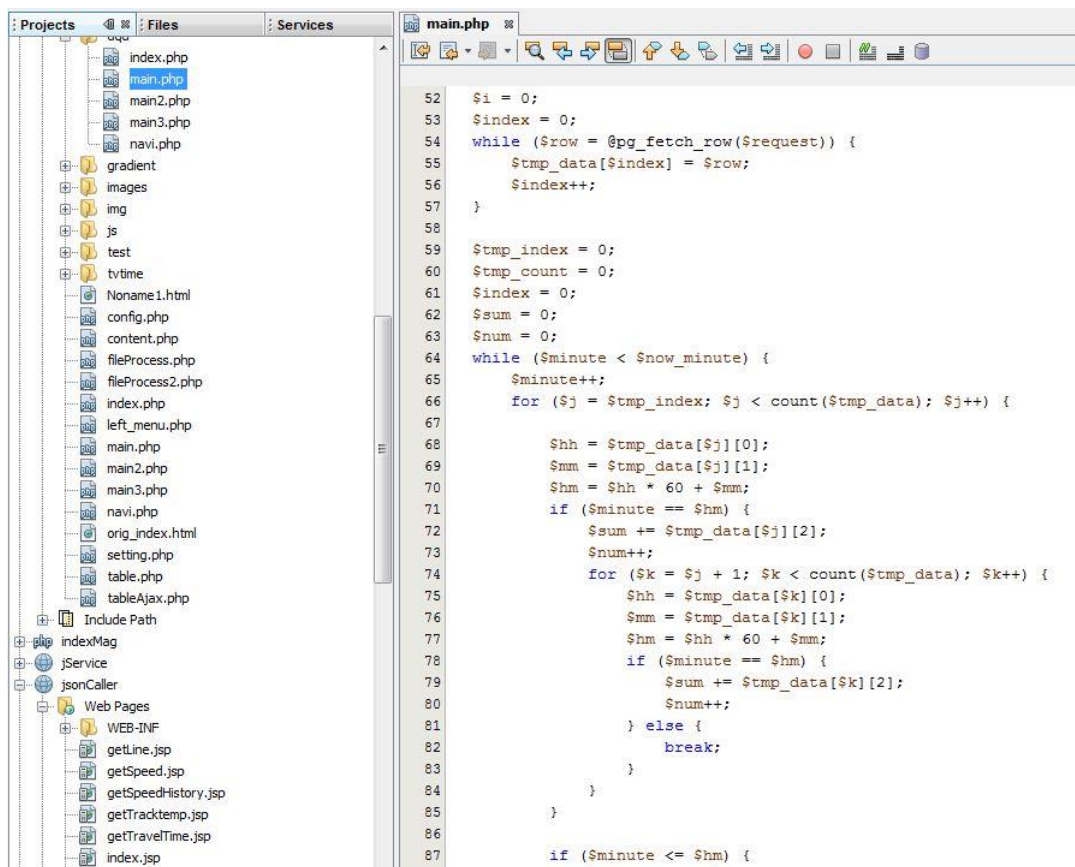 Projects
Files
Services
index.php
main.php
main2.php
main3.php
navi.php
gradient
images
img
js
test
tvtime
Noname1.html
config.php
content.php
fileProcess.php
fileProcess2.php
index.php
left_menu.php
main.php
main2.php
main3.php
navi.php
orig_index.html
setting.php
table.php
tableAjax.php
Include Path
indexMag
jService
jsonCaller
Web Pages
WEB-INF
getLine.jsp
getSpeed.jsp
getSpeedHistory.jsp
getTracktemp.jsp
getTravelTime.jsp
index.jsp
main.php
52 $i = 0;
53 $index = 0;
54 while ($row = @pg_fetch_row($request)) {
55 $tmp_data[$index] = $row;
56 $index++;
57 }
58
59 $tmp_index = 0;
60 $tmp_count = 0;
61 $index = 0;
62 $sum = 0;
63 $num = 0;
64 while ($minute < $now_minute) {
65 $minute++;
66 for ($j = $tmp_index; $j < count($tmp_data); $j++) {
67
68 $hh = $tmp_data[$j][0];
69 $mm = $tmp_data[$j][1];
70 $hm = $hh * 60 + $mm;
71 if ($minute == $hm) {
72 $sum += $tmp_data[$j][2];
73 $num++;
74 for ($k = $j + 1; $k < count($tmp_data); $k++) {
75 $hh = $tmp_data[$k][0];
76 $mm = $tmp_data[$k][1];
77 $hm = $hh * 60 + $mm;
78 if ($minute == $hm) {
79 $sum += $tmp_data[$k][2];
80 $num++;
81 } else {
82 break;
83 }
84 }
85 }
86
87 if ($minute <= $hm) {